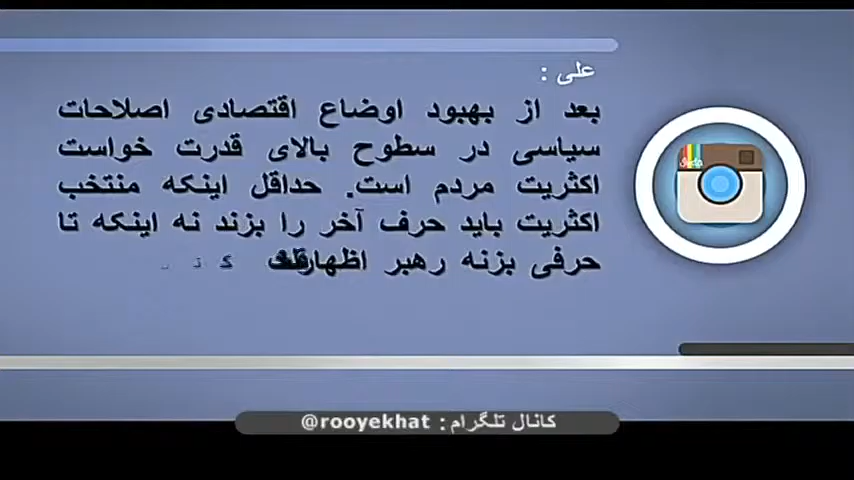 علی :
بعد از بهبود اوضاع اقتصادی اصلاحات
سیاسی در سطوح بالای قدرت خواست
اکثریت مردم است. حداقل اینکه منتخب
اکثریت باید حرف آخر را بزند نه اینکه تا
حرفی بزنه رهبر
کانال تلگرام : @rooyekhat